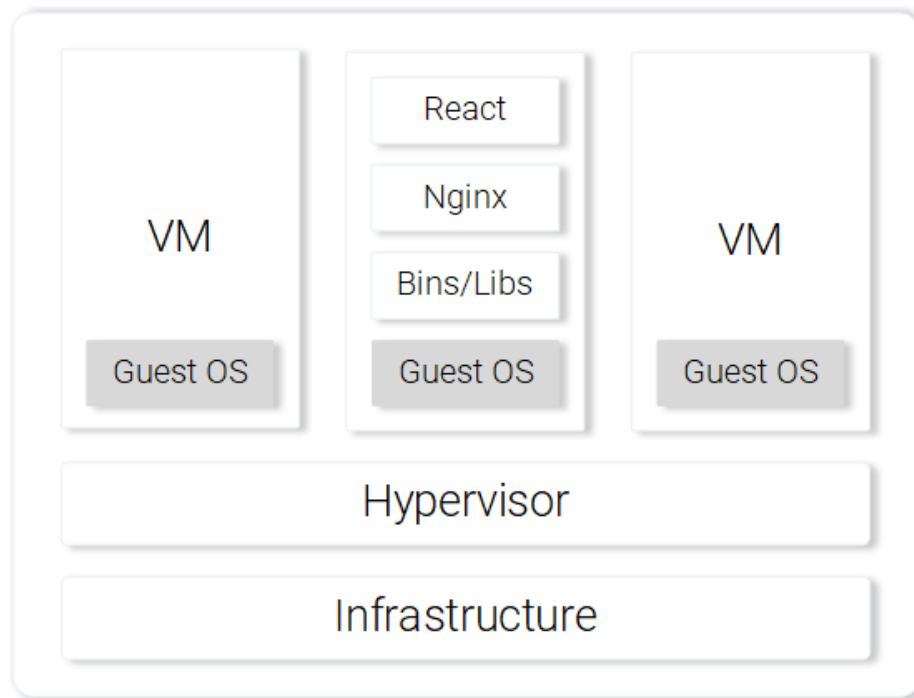 React
Nginx
VM
VM
Bins/Libs
Guest OS
Guest OS
Guest OS
Hypervisor
Infrastructure